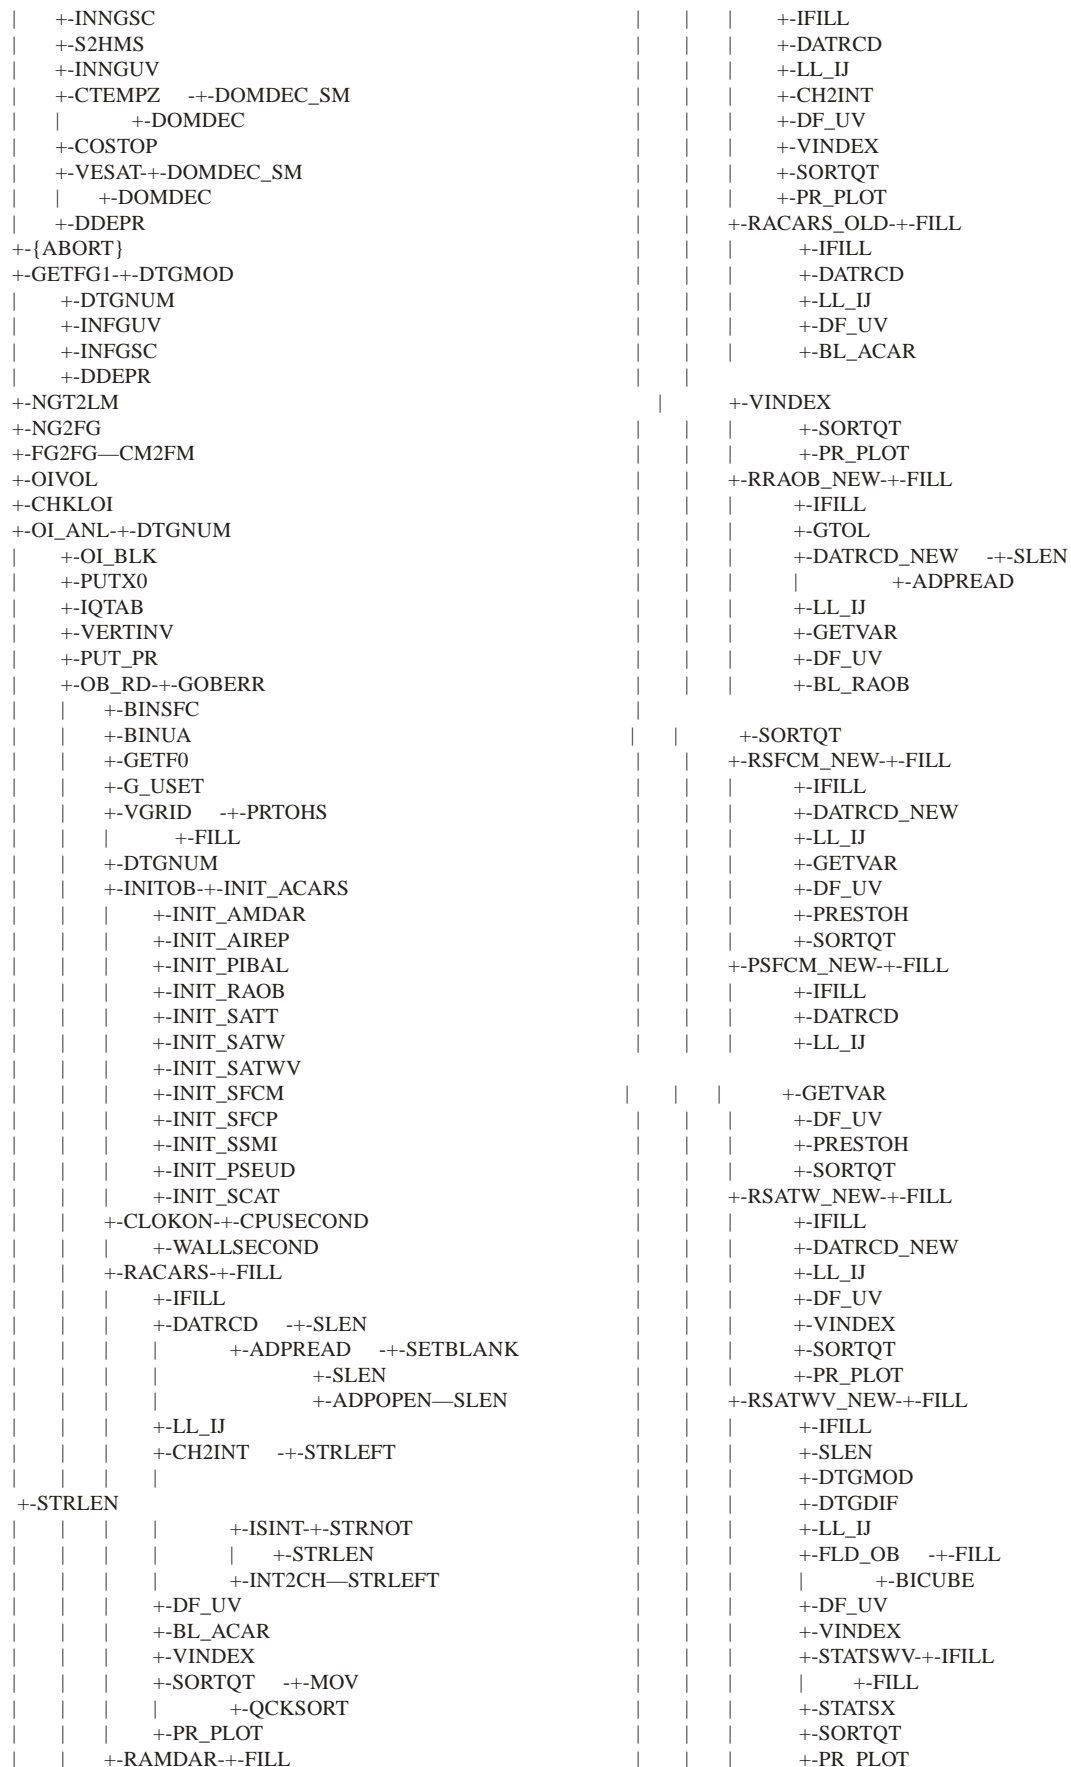 | +-INNGSC
| +-S2HMS
| +-INNGUV
| +-CTEMPZ -+-DOMDEC_SM
| | +-DOMDEC
| +-COSTOP
| +-VESAT-+-DOMDEC_SM
| | +-DOMDEC
| +-DDEPR
+-{ABORT}
+-GETFG1-+-DTGMOD
| +-DTGNUM
| +-INFGUV
| +-INFGSC
| +-DDEPR
+-NGT2LM
+-NG2FG
+-FG2FG—CM2FM
+-OIVOL
+-CHKLOI
+-OI_ANL-+-DTGNUM
| +-OI_BLK
| +-PUTX0
| +-IQTAB
| +-VERTINV
| +-PUT_PR
| +-OB_RD-+-GOBERR
| | +-BINSFC
| | +-BINUA
| | +-GETF0
| | +-G_USET
| | +-VGRID -+-PRTOHS
| | | +-FILL
| | +-DTGNUM
| | +-INITOB-+-INIT_ACARS
| | | +-INIT_AMDAR
| | | +-INIT_AIREP
| | | +-INIT_PIBAL
| | | +-INIT_RAOB
| | | +-INIT_SATT
| | | +-INIT_SATW
| | | +-INIT_SATWV
| | | +-INIT_SFCM
| | | +-INIT_SFCP
| | | +-INIT_SSMI
| | | +-INIT_PSEUD
| | | +-INIT_SCAT
| | +-CLOKON-+-CPUSECOND
| | | +-WALLSECOND
| | +-RACARS-+-FILL
| | | +-IFILL
| | | +-DATRCD -+-SLEN
| | | | +-ADPREAD -+-SETBLANK
| | | | +-SLEN
| | | | +-ADPOPEN—SLEN
| | | +-LL_IJ
| | | +-CH2INT -+-STRLEFT
| | | |
+-STRLEN
| | | | +-ISINT-+-STRNOT
| | | | | +-STRLEN
| | | | +-INT2CH—STRLEFT
| | | +-DF_UV
| | | +-BL_ACAR
| | | +-VINDEX
| | | +-SORTQT -+-MOV
| | | | +-QCKSORT
| | | +-PR_PLOT
| | +-RAMDAR-+-FILL
| | | +-IFILL
| | | +-DATRCD
| | | +-LL_IJ
| | | +-CH2INT
| | | +-DF_UV
| | | +-VINDEX
| | | +-SORTQT
| | | +-PR_PLOT
| | +-RACARS_OLD-+-FILL
| | | +-IFILL
| | | +-DATRCD
| | | +-LL_IJ
| | | +-DF_UV
| | | +-BL_ACAR
| |
| +-VINDEX
| | | +-SORTQT
| | | +-PR_PLOT
| | +-RRAOB_NEW-+-FILL
| | | +-IFILL
| | | +-GTOL
| | | +-DATRCD_NEW -+-SLEN
| | | | +-ADPREAD
| | | +-LL_IJ
| | | +-GETVAR
| | | +-DF_UV
| | | +-BL_RAOB
|
| | +-SORTQT
| | +-RSFCM_NEW-+-FILL
| | | +-IFILL
| | | +-DATRCD_NEW
| | | +-LL_IJ
| | | +-GETVAR
| | | +-DF_UV
| | | +-PRESTOH
| | | +-SORTQT
| | +-PSFCM_NEW-+-FILL
| | | +-IFILL
| | | +-DATRCD
| | | +-LL_IJ
| | | +-GETVAR
| | | +-DF_UV
| | | +-PRESTOH
| | | +-SORTQT
| | +-RSATW_NEW-+-FILL
| | | +-IFILL
| | | +-DATRCD_NEW
| | | +-LL_IJ
| | | +-DF_UV
| | | +-VINDEX
| | | +-SORTQT
| | | +-PR_PLOT
| | +-RSATWV_NEW-+-FILL
| | | +-IFILL
| | | +-SLEN
| | | +-DTGMOD
| | | +-DTGDIF
| | | +-LL_IJ
| | | +-FLD_OB -+-FILL
| | | | +-BICUBE
| | | +-DF_UV
| | | +-VINDEX
| | | +-STATSWV-+-IFILL
| | | | +-FILL
| | | +-STATSX
| | | +-SORTQT
| | | +-PR_PLOT